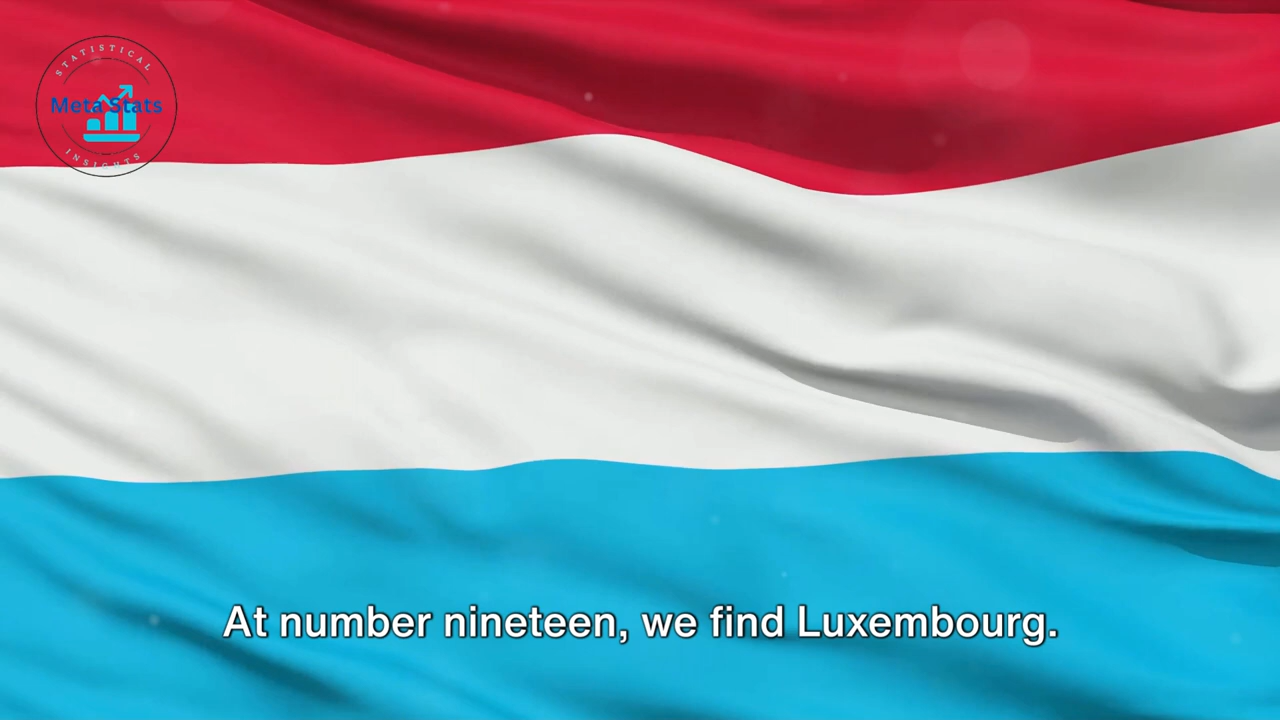 STATISTICAL
Meta Stats
INSIGHTS
At number nineteen, we find Luxembourg.